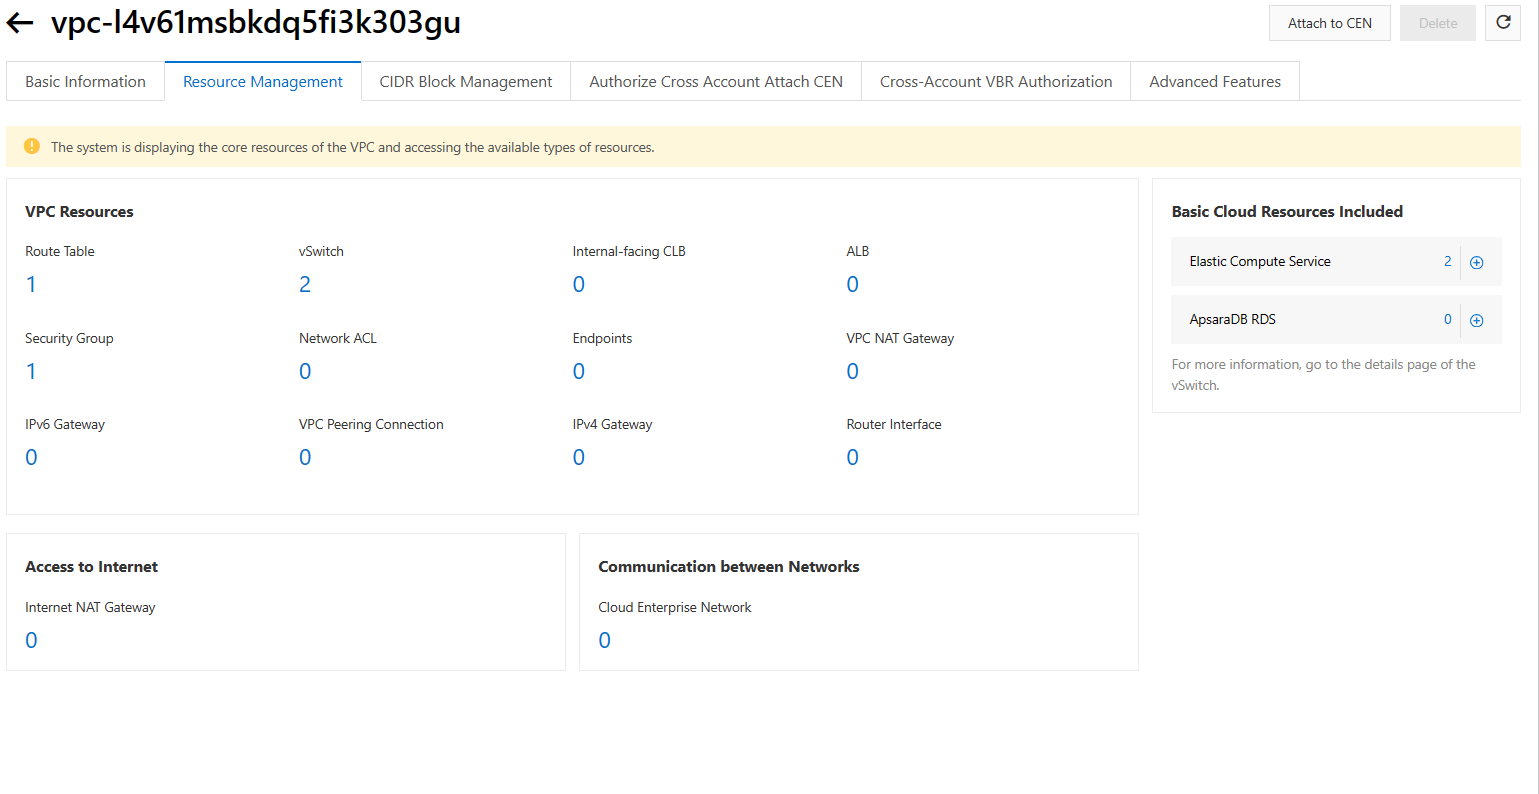 vpc-l4v61msbkdq5fi3k303gu
Attach to CEN
Delete
Basic Information
Resource Management
CIDR Block Management
Authorize Cross Account Attach CEN
Cross-Account VBR Authorization
Advanced Features
The system is displaying the core resources of the VPC and accessing the available types of resources.
VPC Resources
Route Table
1
vSwitch
2
Internal-facing CLB
0
ALB
0
Security Group
1
Network ACL
0
Endpoints
0
VPC NAT Gateway
0
IPv6 Gateway
0
VPC Peering Connection
0
IPv4 Gateway
0
Router Interface
0
Basic Cloud Resources Included
Elastic Compute Service 2
ApsaraDB RDS 0
For more information, go to the details page of the
vSwitch.
Access to Internet
Internet NAT Gateway
0
Communication between Networks
Cloud Enterprise Network
0